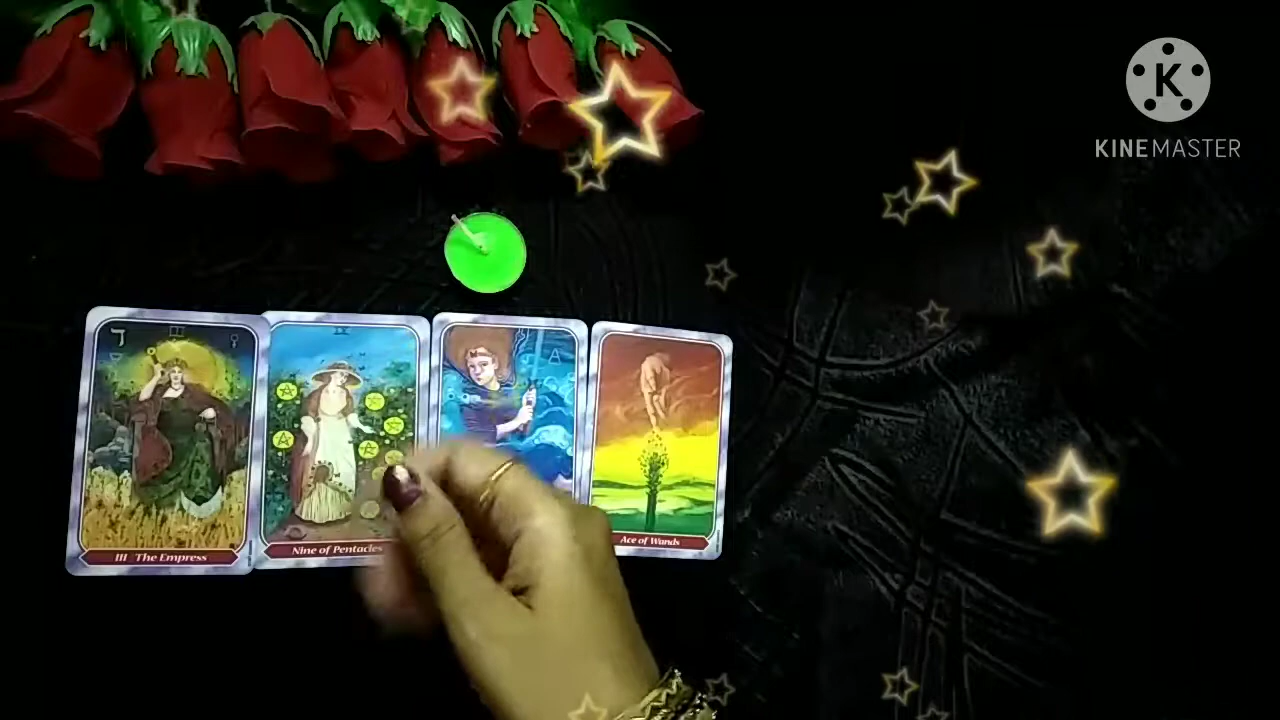 K
KINEMASTER
III The Empress
Nine of Pentacles
Ace of Wands